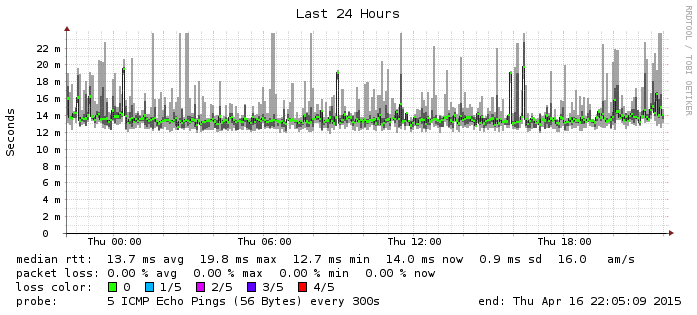 Last 24 Hours
RRDTOOL / TOBI OETIKER
Seconds
22 m
20 m
18 m
16 m
14 m
12 m
10 m
8 m
6 m
4 m
2 m
0
Thu 00:00 Thu 06:00 Thu 12:00 Thu 18:00
median rtt: 13.7 ms avg 19.8 ms max 12.7 ms min 14.0 ms now 0.9 ms sd 16.0 am/s
packet loss: 0.00 % avg 0.00 % max 0.00 % min 0.00 % now
loss color: 0 1/5 2/5 3/5 4/5
probe: 5 ICMP Echo Pings (56 Bytes) every 300s end: Thu Apr 16 22:05:09 2015